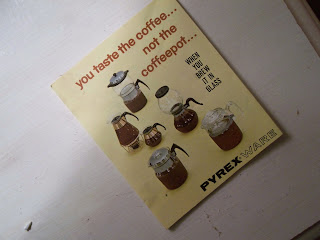 you taste the coffee...
not the
coffeepot...
WHEN
YOU
BREW
IT IN
GLASS
PYREX WARE